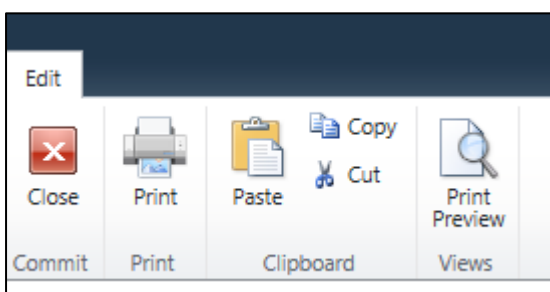 Edit
Close
Print
Paste
Copy
Cut
Print
Preview
Commit
Print
Clipboard
Views